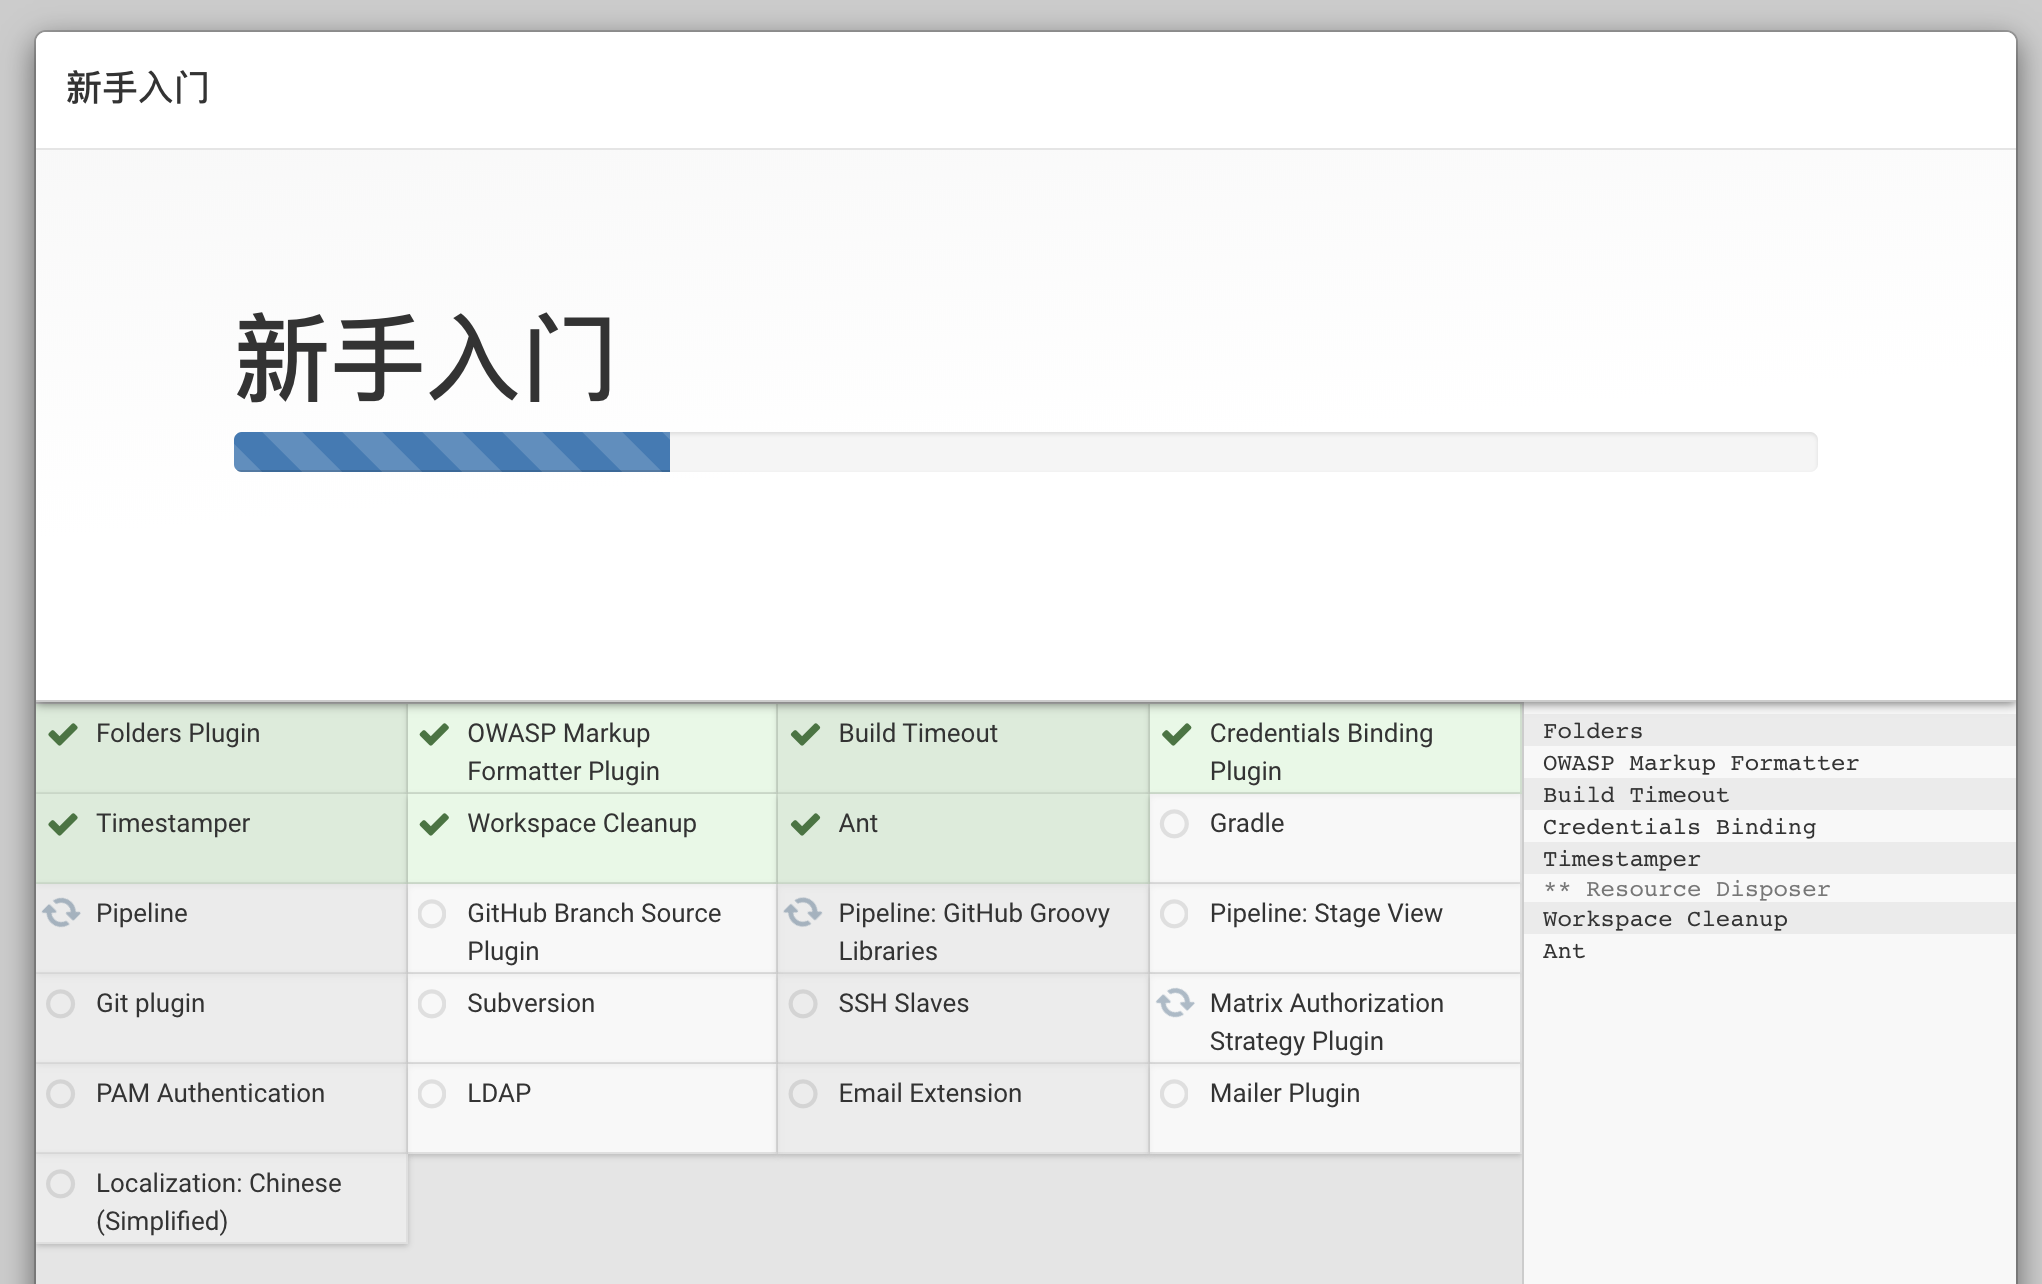 新手入门
新手入门
Folders Plugin
OWASP Markup
Formatter Plugin
Build Timeout
Credentials Binding
Plugin
Timestamper
Workspace Cleanup
Ant
Gradle
Pipeline
GitHub Branch Source
Plugin
Pipeline: GitHub Groovy
Libraries
Pipeline: Stage View
Git plugin
Subversion
SSH Slaves
Matrix Authorization
Strategy Plugin
PAM Authentication
LDAP
Email Extension
Mailer Plugin
Localization: Chinese
(Simplified)
Folders
OWASP Markup Formatter
Build Timeout
Credentials Binding
Timestamper
** Resource Disposer
Workspace Cleanup
Ant